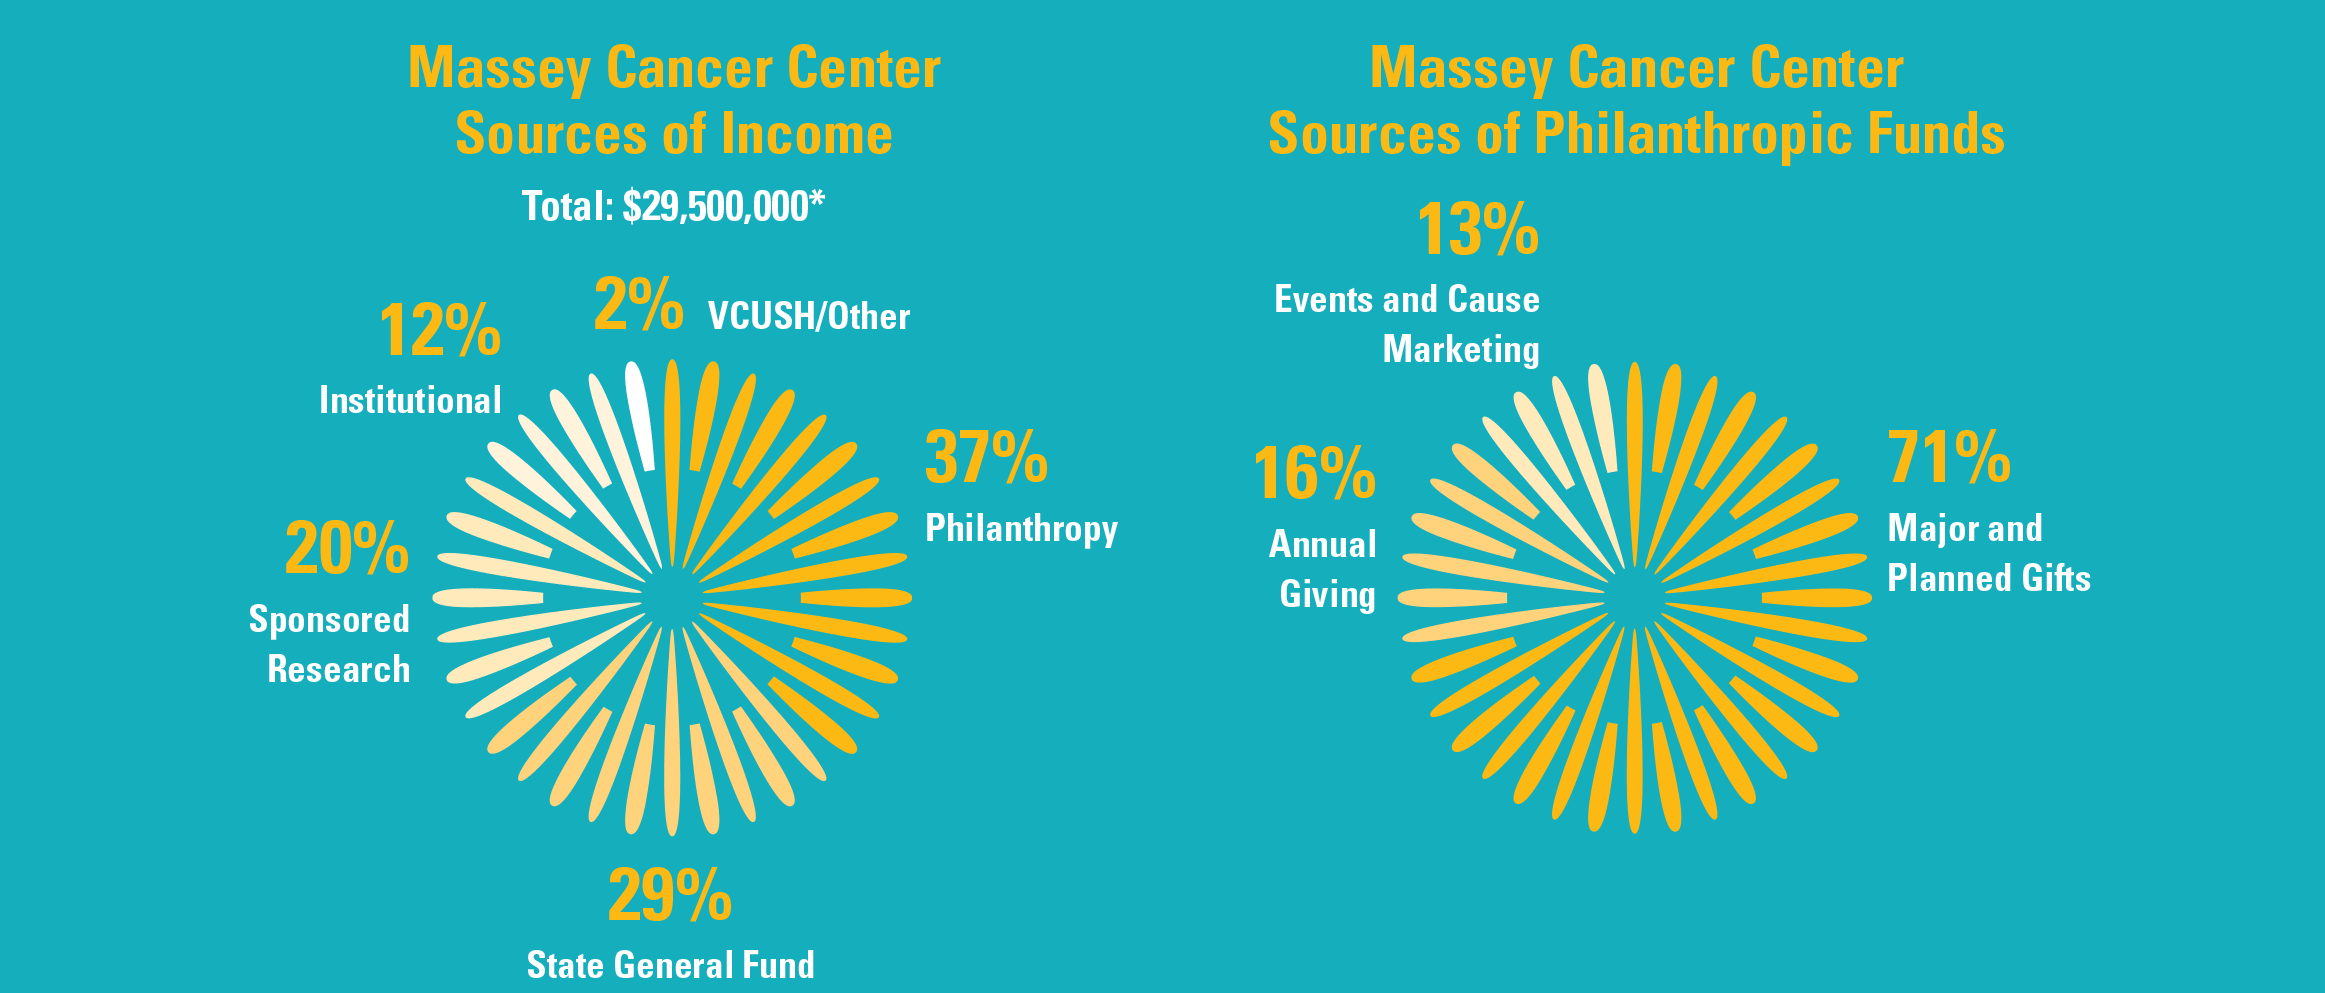 Massey Cancer Center
Sources of Income
Total: $29,500,000*
2% VCUSH/Other
37%
Philanthropy
29%
State General Fund
20%
Sponsored
Research
12%
Institutional
Massey Cancer Center
Sources of Philanthropic Funds
13%
Events and Cause
Marketing
71%
Major and
Planned Gifts
16%
Annual
Giving